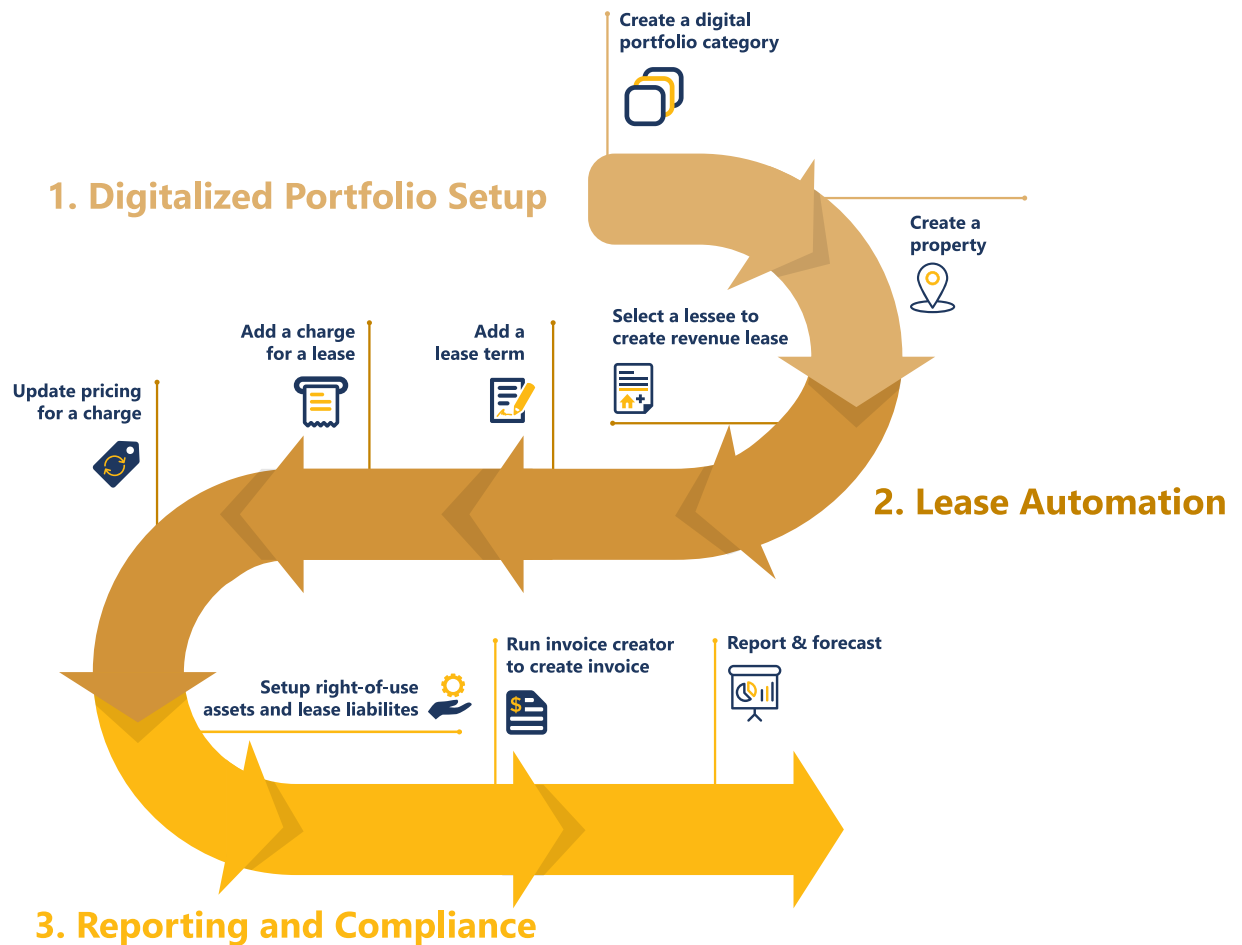 Create a digital
portfolio category
1. Digitalized Portfolio Setup
Create a
property
Select a lessee to
create revenue lease
Add a
lease term
Add a charge
for a lease
Update pricing
for a charge
2. Lease Automation
Setup right-of-use
assets and lease liabilites
Run invoice creator
to create invoice
$
Report & forecast
3. Reporting and Compliance